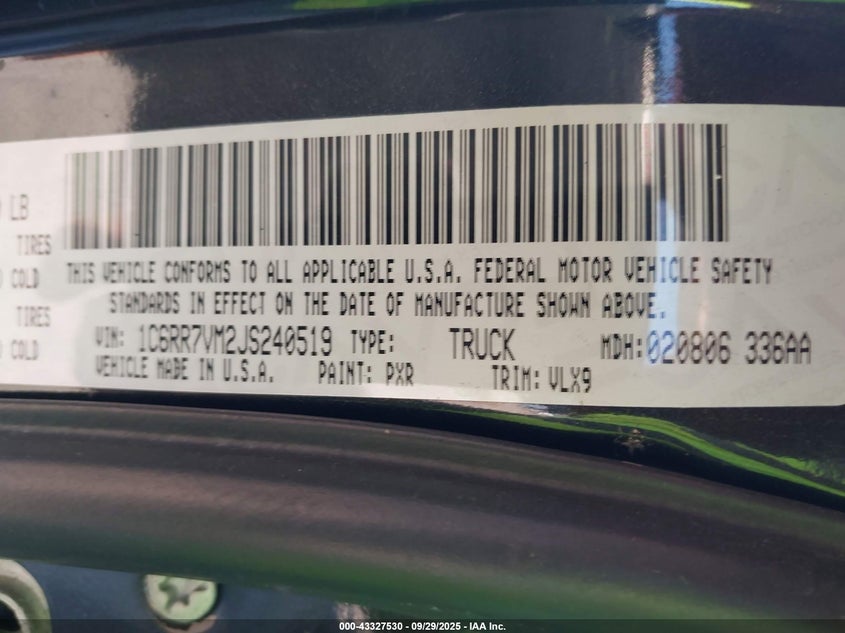 LB
TIRES
COLD
TIRES
COLD
THIS VEHICLE CONFORMS TO ALL APPLICABLE U.S.A. FEDERAL MOTOR VEHICLE SAFETY
STANDARDS IN EFFECT ON THE DATE OF MANUFACTURE SHOWN ABOVE.
VIN: 1C6RR7VM2JS240519 TYPE: TRUCK MDH:020806 336AA
VEHICLE MADE IN U.S.A. PAINT: PXR TRIM: VLX9
000-43327530 - 09/29/2025 - IAA Inc.